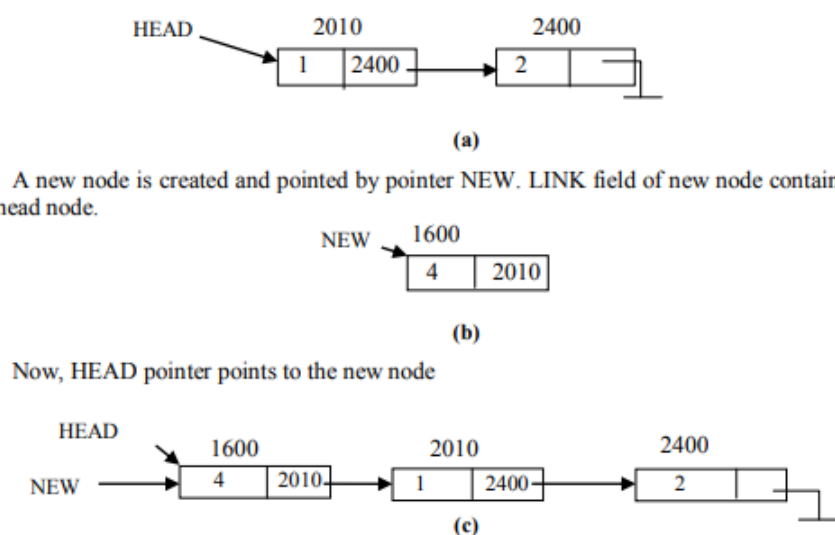 HEAD 2010 2400
1 2400 2
(a)
A new node is created and pointed by pointer NEW. LINK field of new node contain
head node.
NEW 1600
4 2010
(b)
Now, HEAD pointer points to the new node
HEAD 1600 2010 2400
NEW 4 2010 1 2400 2
(c)